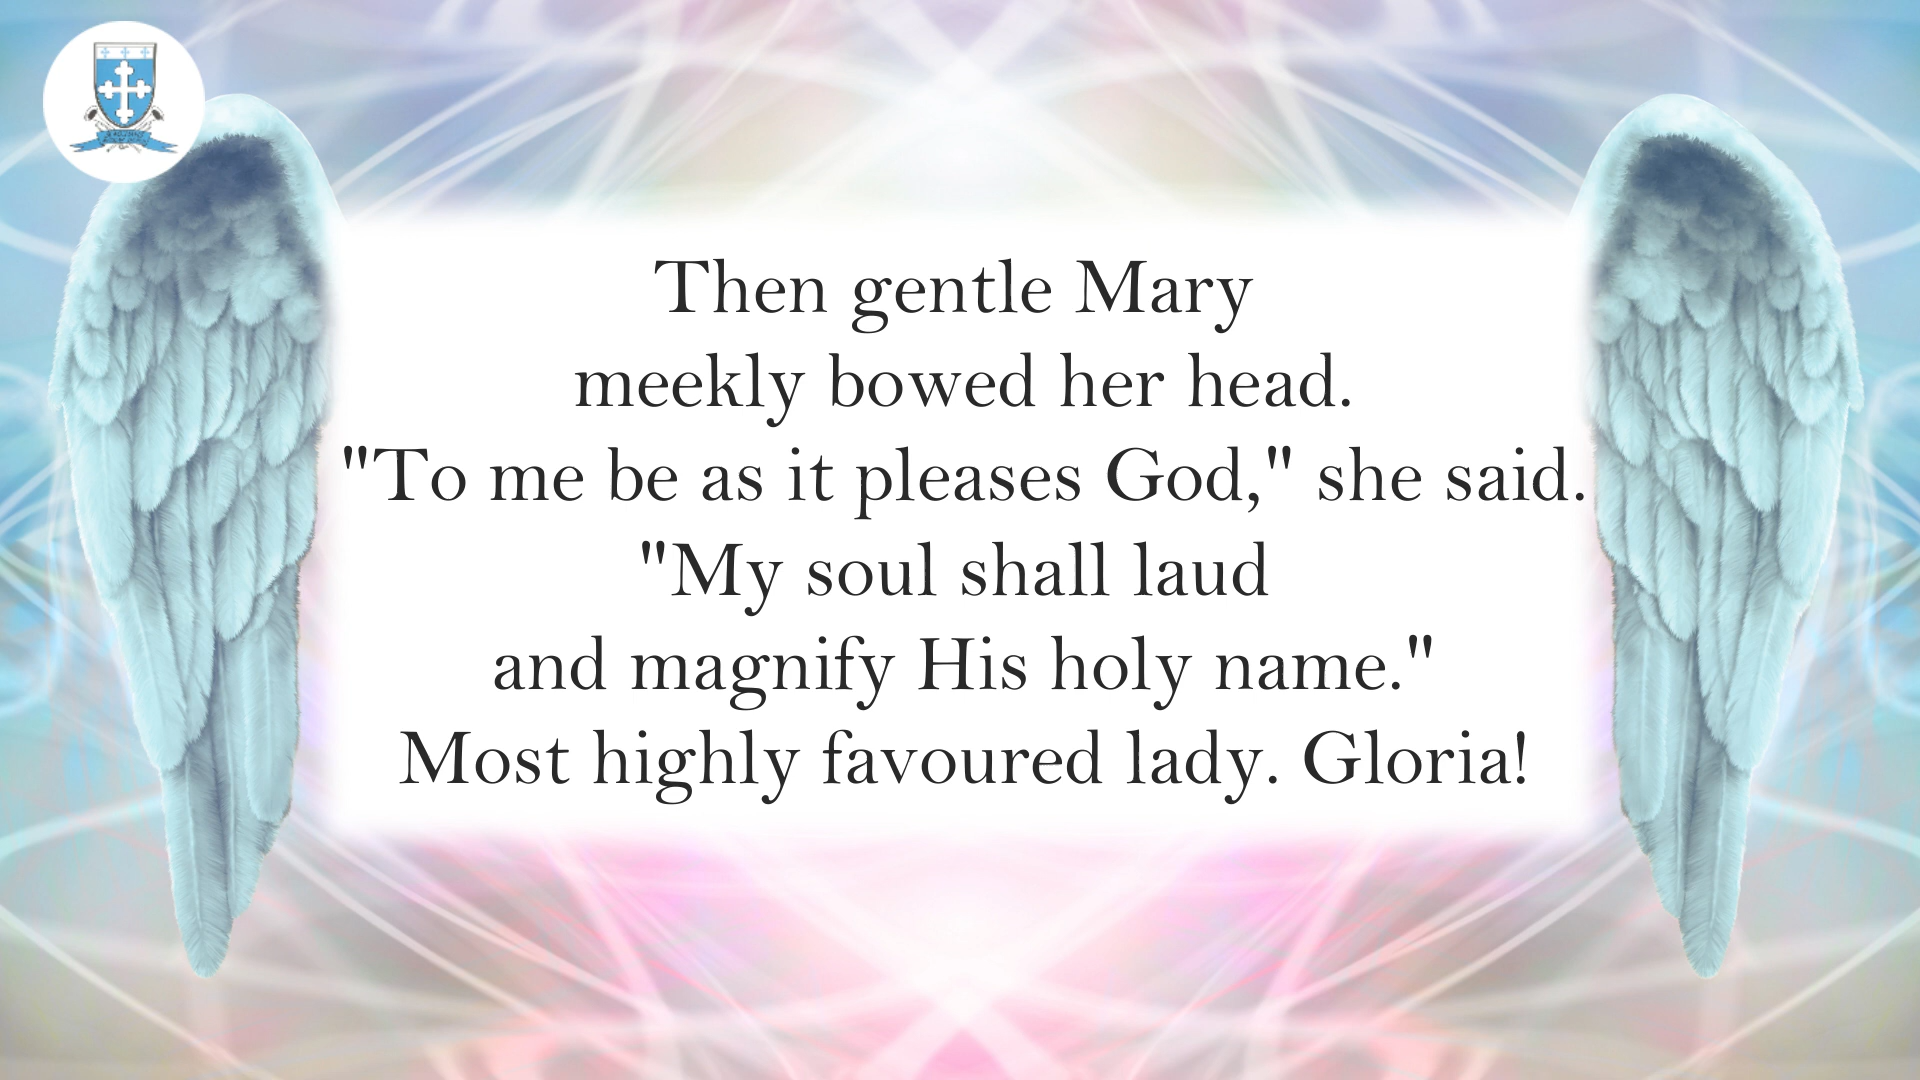 Then gentle Mary
meekly bowed her head.
"To me be as it pleases God," she said.
"My soul shall laud
and magnify His holy name."
Most highly favoured lady. Gloria!